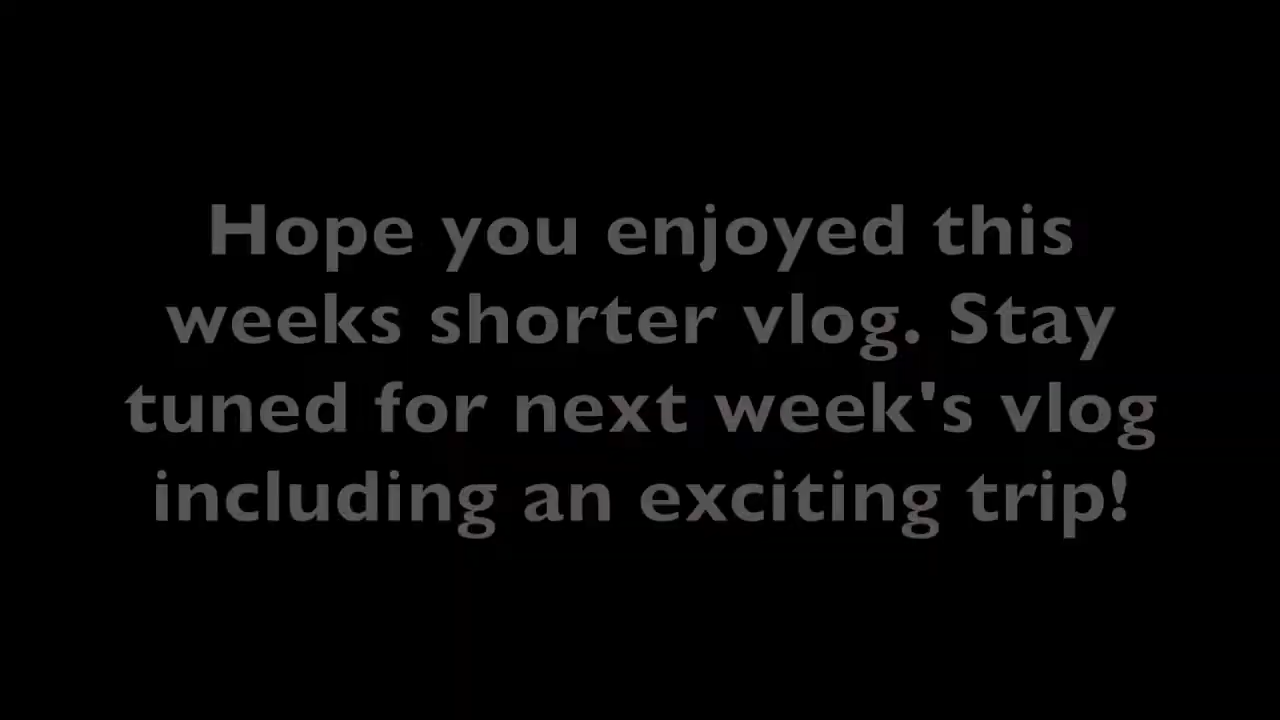 Hope you enjoyed this
weeks shorter vlog. Stay
tuned for next week's vlog
including an exciting trip!